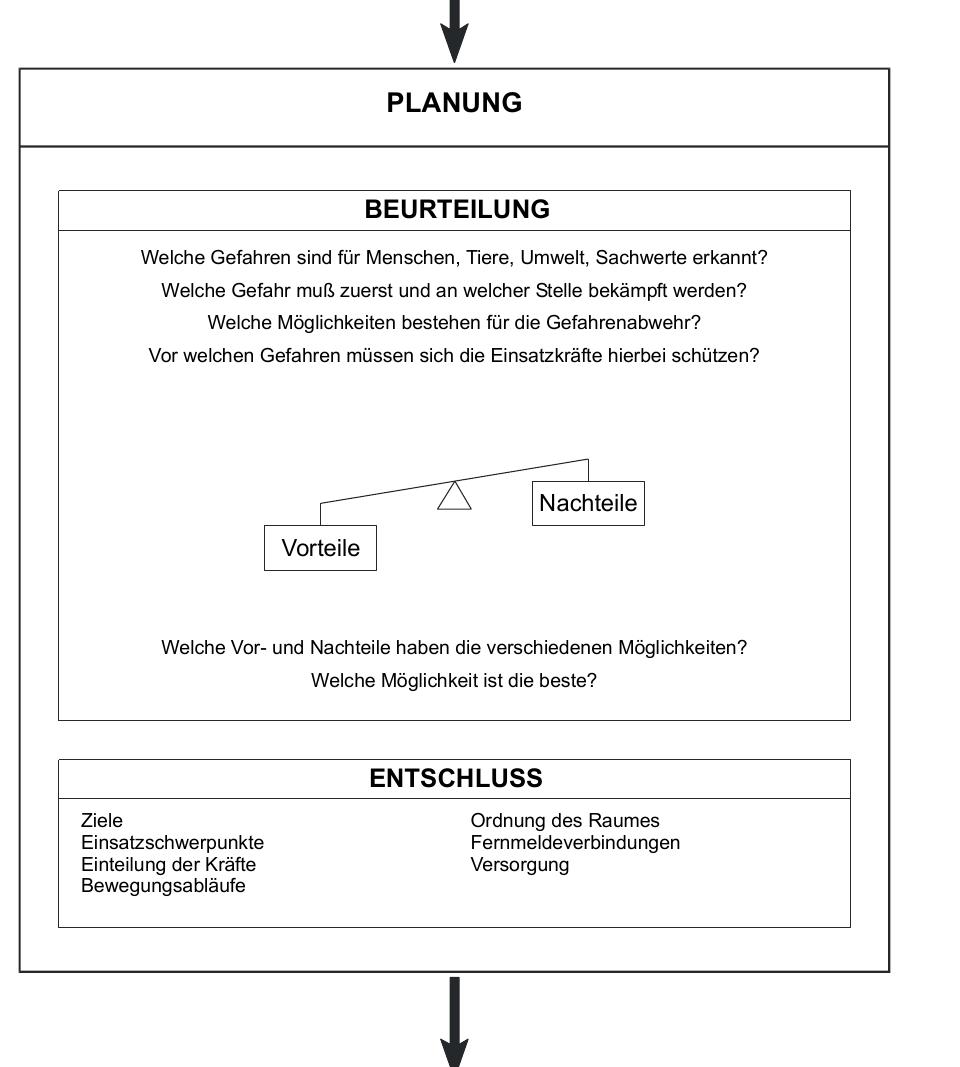 PLANUNG
BEURTEILUNG
Welche Gefahren sind für Menschen, Tiere, Umwelt, Sachwerte erkannt?
Welche Gefahr muß zuerst und an welcher Stelle bekämpft werden?
Welche Möglichkeiten bestehen für die Gefahrenabwehr?
Vor welchen Gefahren müssen sich die Einsatzkräfte hierbei schützen?
Nachteile
Vorteile
Welche Vor- und Nachteile haben die verschiedenen Möglichkeiten?
Welche Möglichkeit ist die beste?
ENTSCHLUSS
Ziele
Einsatzschwerpunkte
Einteilung der Kräfte
Bewegungsabläufe
Ordnung des Raumes
Fernmeldeverbindungen
Versorgung